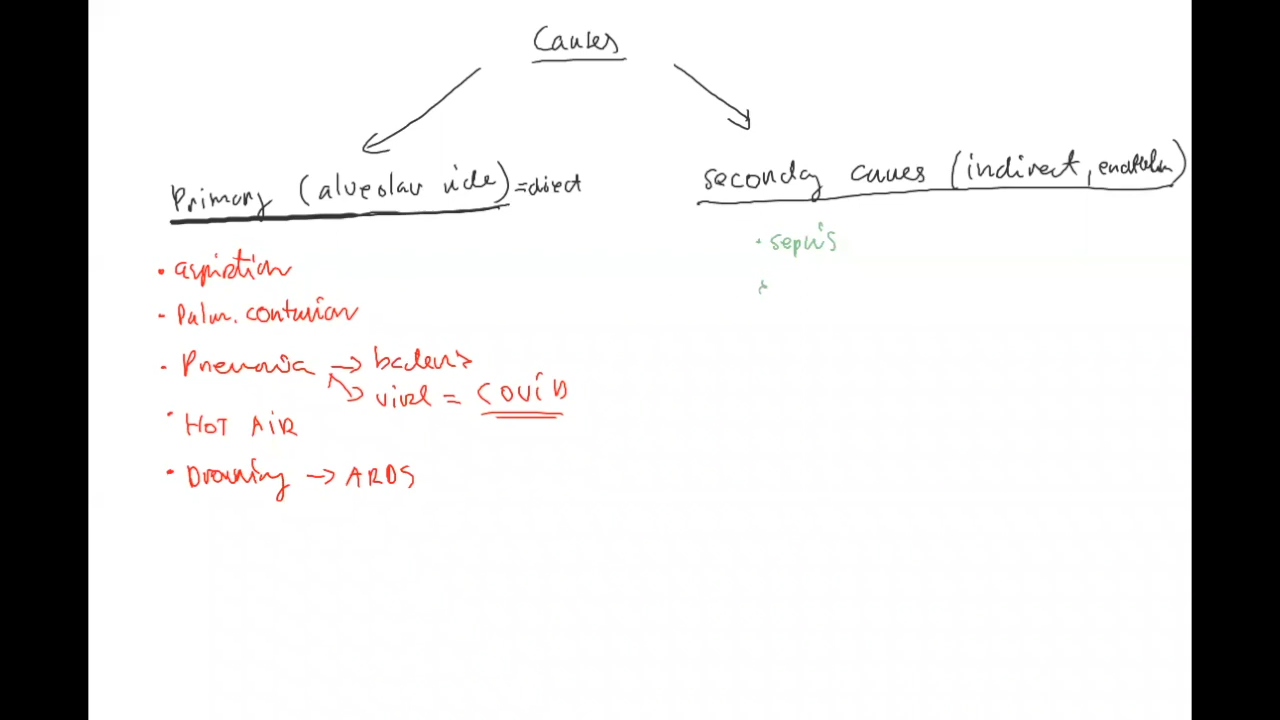 Causes
Primary (alveolar side) = direct
• aspiration
• Pulm. contusion
• Pneumonia → bacteria
→ viral = COVID
• HOT AIR
• Drowning → ARDS
secondary causes (indirect,
• sepsis